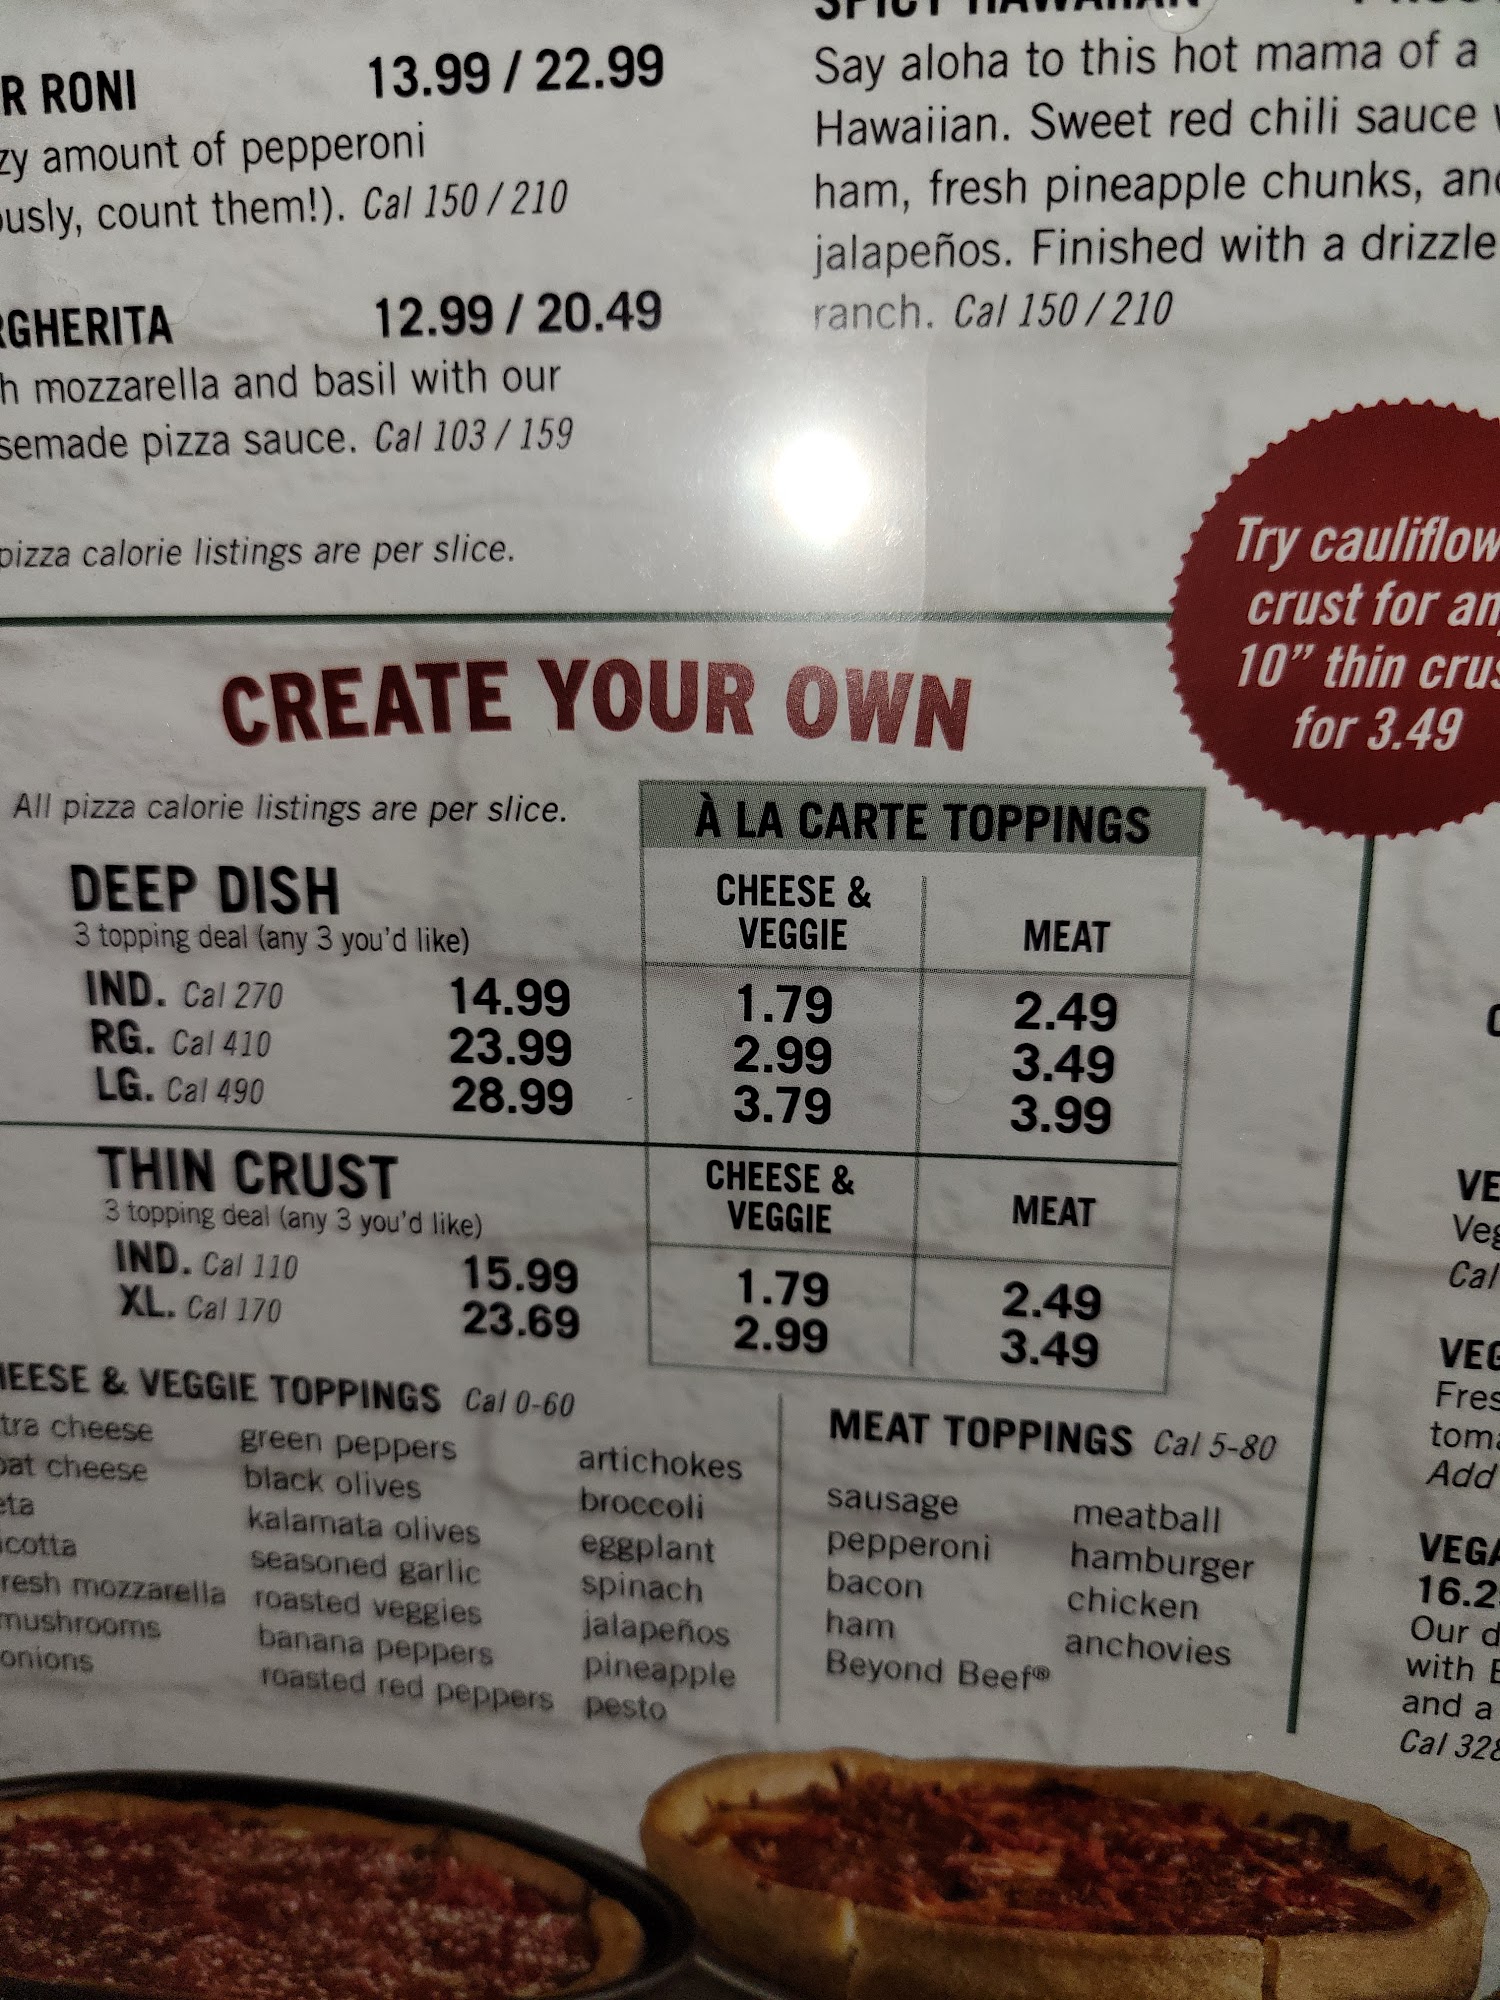 SPICY HAWAIIAN
R RONI 13.99 / 22.99
zy amount of pepperoni
ously, count them!). Cal 150 / 210
RGHERITA 12.99 / 20.49
h mozzarella and basil with our
semade pizza sauce. Cal 103 / 159
pizza calorie listings are per slice.
Say aloha to this hot mama of a
Hawaiian. Sweet red chili sauce
ham, fresh pineapple chunks, and
jalapeños. Finished with a drizzle
ranch. Cal 150 / 210
Try cauliflow
crust for an
10” thin crus
for 3.49
CREATE YOUR OWN
All pizza calorie listings are per slice.
DEEP DISH
3 topping deal (any 3 you'd like)
IND. Cal 270 14.99
RG. Cal 410 23.99
LG. Cal 490 28.99
À LA CARTE TOPPINGS
CHEESE &
VEGGIE MEAT
1.79 2.49
2.99 3.49
3.79 3.99
THIN CRUST
3 topping deal (any 3 you'd like)
IND. Cal 110 15.99
XL. Cal 170 23.69
CHEESE &
VEGGIE MEAT
1.79 2.49
2.99 3.49
HEESE & VEGGIE TOPPINGS Cal 0-60
tra cheese
oat cheese
eta
icotta
resh mozzarella
mushrooms
onions
green peppers
black olives
kalamata olives
seasoned garlic
roasted veggies
banana peppers
roasted red peppers
artichokes
broccoli
eggplant
spinach
jalapeños
pineapple
pesto
MEAT TOPPINGS Cal 5-80
sausage
pepperoni
bacon
ham
Beyond Beef®
meatball
hamburger
chicken
anchovies
VE
Veg
Cal
VEG
Fres
toma
Add
VEGA
16.2
Our d
with B
and a
Cal 328